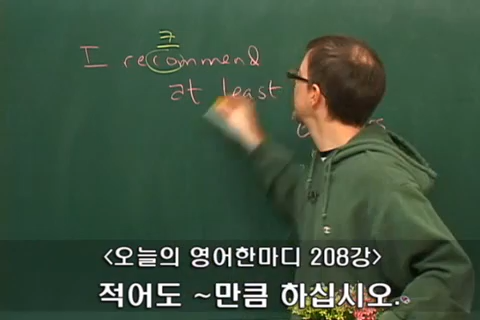 ㅋ
I recommend
at least
<오늘의 영어한마디 208강>
적어도 ~만큼 하십시오.